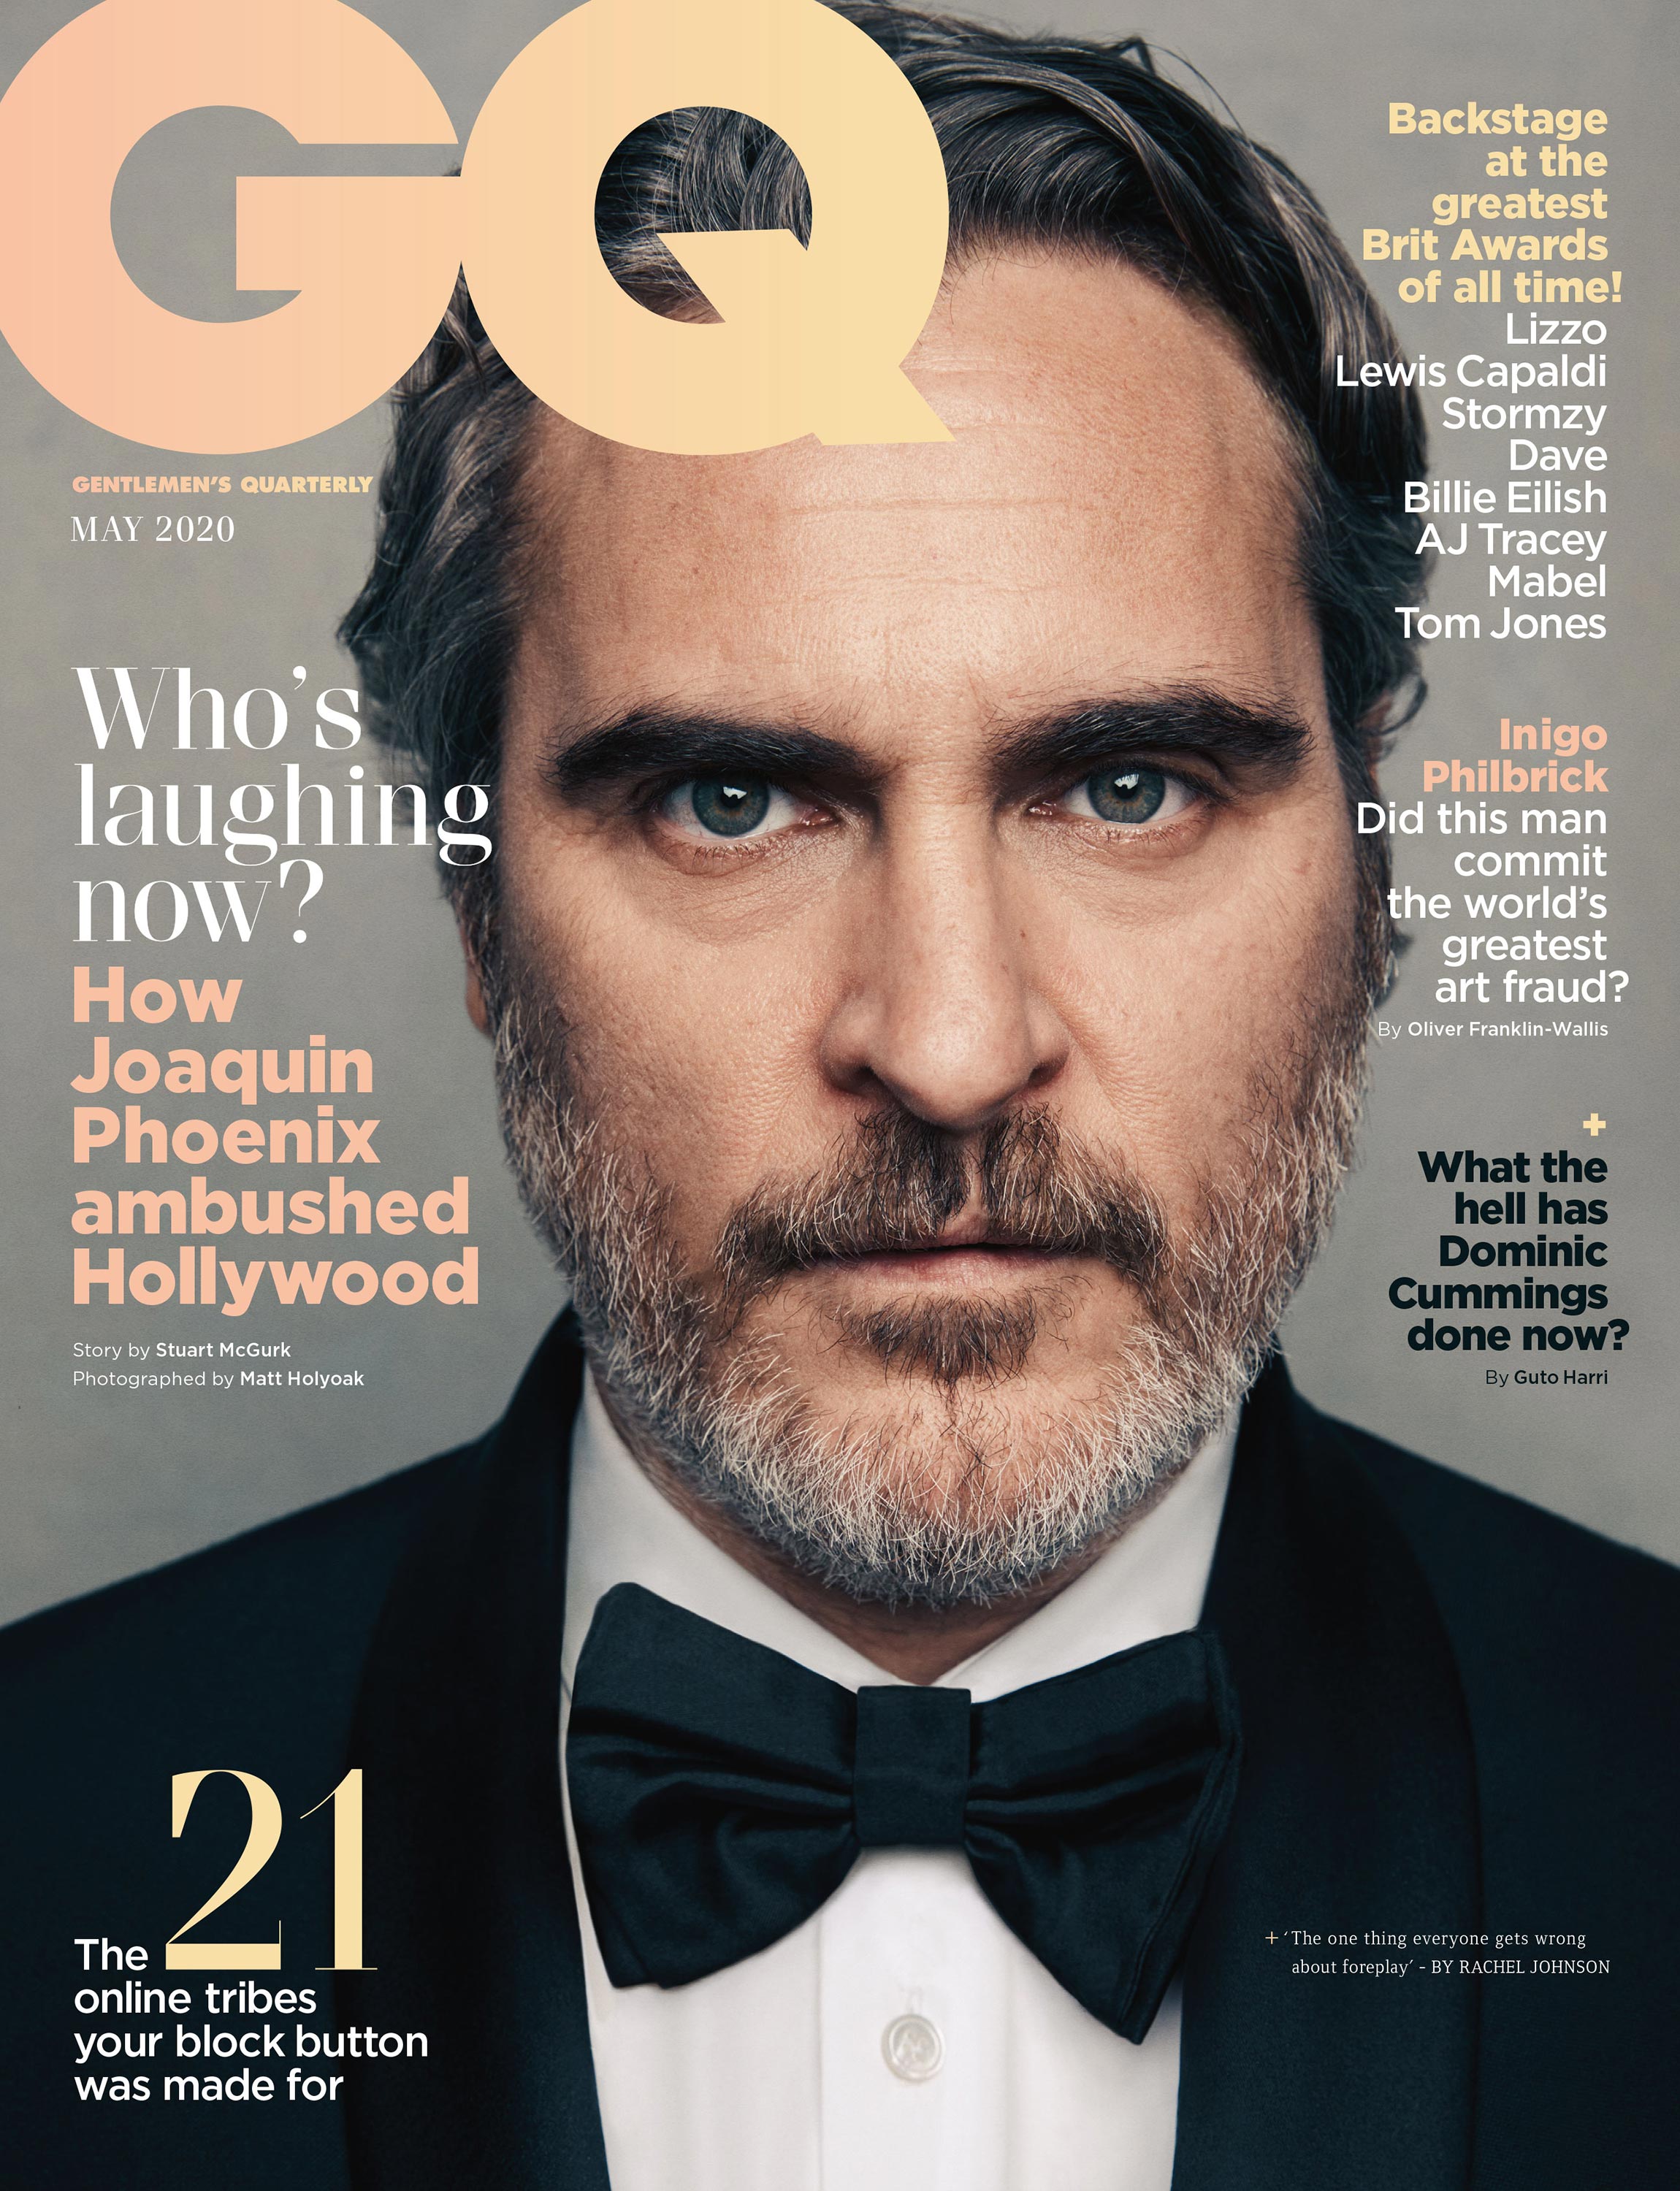 GQ
GENTLEMEN'S QUARTERLY
MAY 2020
Who's
laughing
now?
How
Joaquin
Phoenix
ambushed
Hollywood
Story by Stuart McGurk
Photographed by Matt Holyoak
The 21
online tribes
your block button
was made for
Backstage
at the
greatest
Brit Awards
of all time!
Lizzo
Lewis Capaldi
Stormzy
Dave
Billie Eilish
AJ Tracey
Mabel
Tom Jones
Inigo
Philbrick
Did this man
commit
the world's
greatest
art fraud?
By Oliver Franklin-Wallis
+
What the
hell has
Dominic
Cummings
done now?
By Guto Harri
+ ‘The one thing everyone gets wrong
about foreplay’ - BY RACHEL JOHNSON